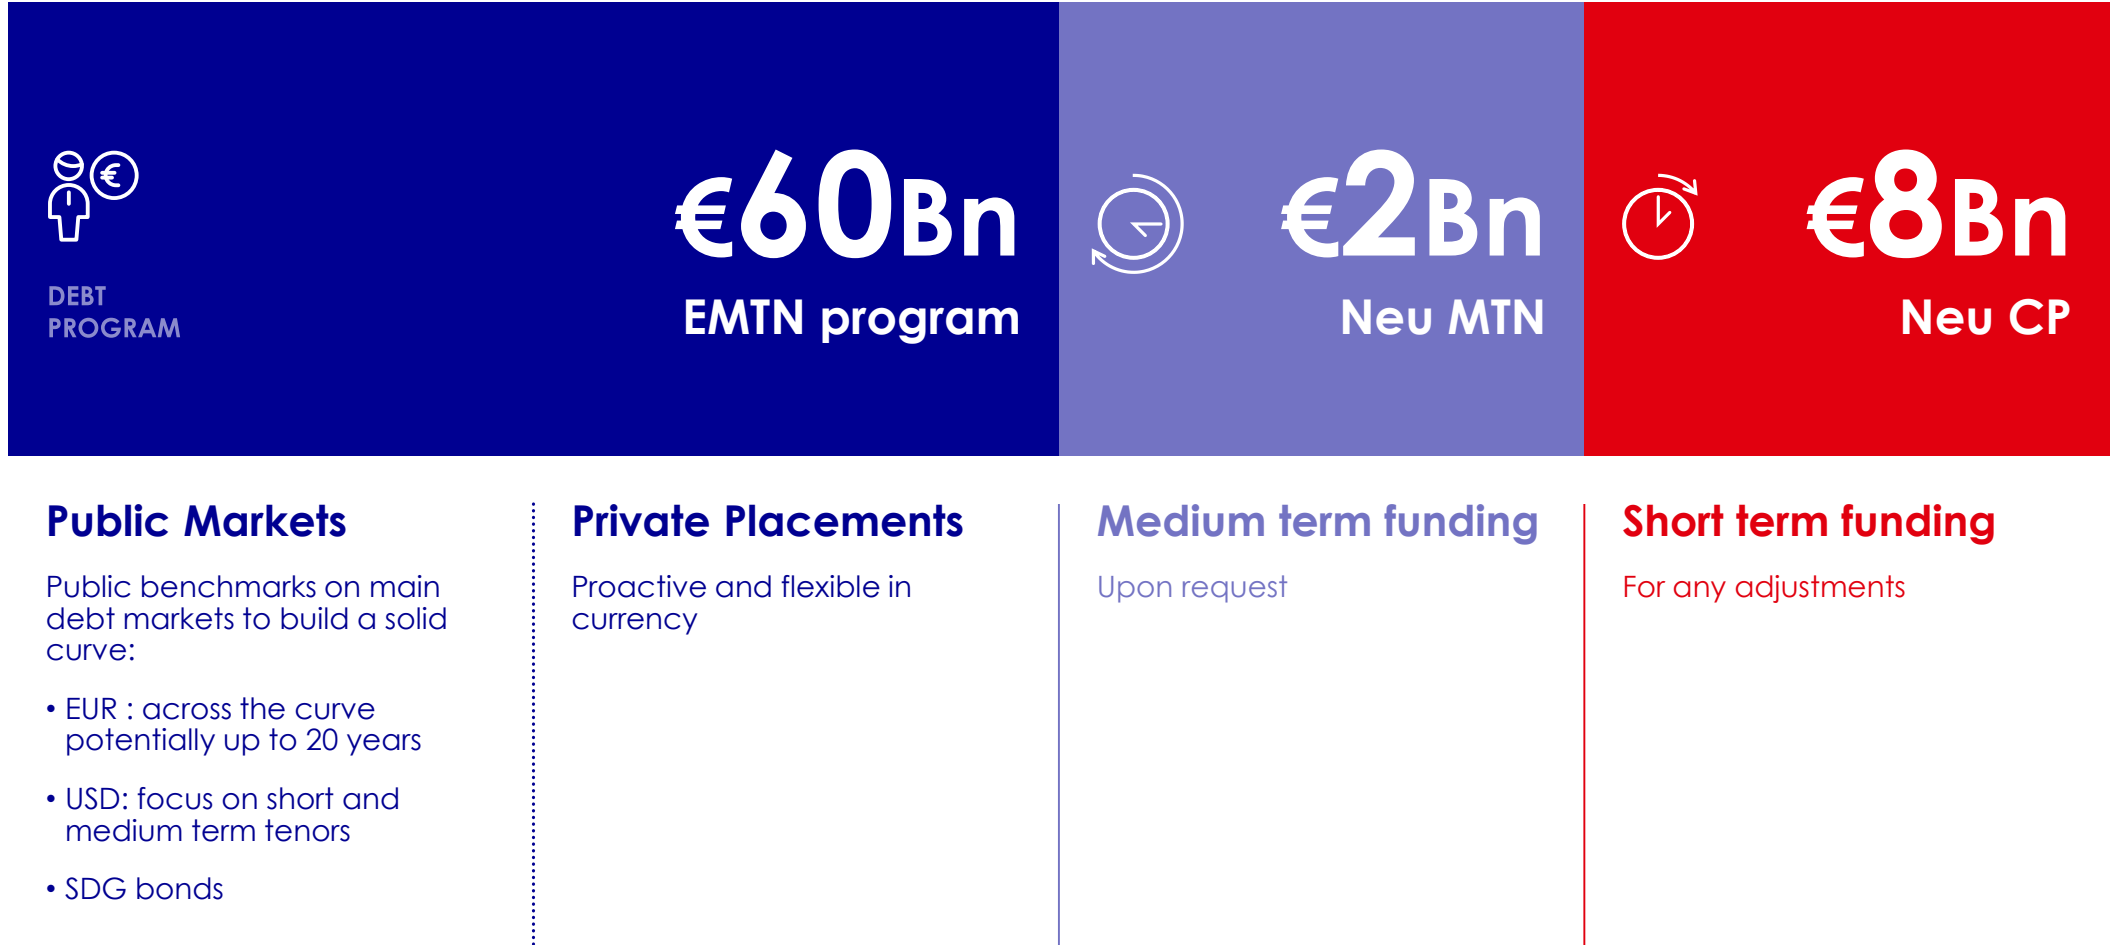 DEBT
PROGRAM
€60Bn
EMTN program
€2Bn
Neu MTN
€8Bn
Neu CP
Public Markets
Public benchmarks on main
debt markets to build a solid
curve:
• EUR : across the curve
potentially up to 20 years
• USD: focus on short and
medium term tenors
• SDG bonds
Private Placements
Proactive and flexible in
currency
Medium term funding
Upon request
Short term funding
For any adjustments